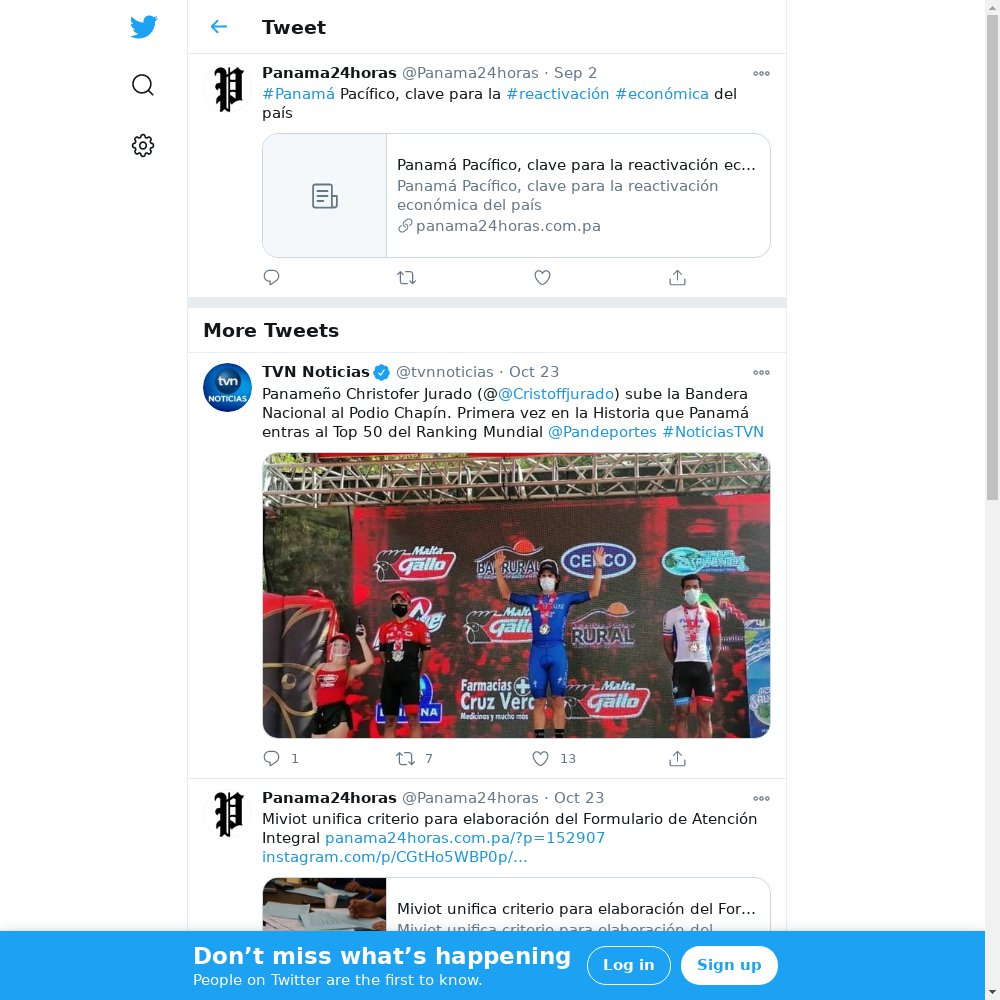 Tweet
Panama24horas @Panama24horas · Sep 2
#Panamá Pacífico, clave para la #reactivación #económica del
país
Panamá Pacífico, clave para la reactivación ec…
Panamá Pacífico, clave para la reactivación
económica del país
panama24horas.com.pa
More Tweets
tvn
NOTICIAS
TVN Noticias @tvnnoticias · Oct 23
Panameño Christofer Jurado (@@Cristoffjurado) sube la Bandera
Nacional al Podio Chapín. Primera vez en la Historia que Panamá
entras al Top 50 del Ranking Mundial @Pandeportes #NoticiasTVN
Malta
Gallo
BANRURAL
CEMCO
Malta
RURAL
Farmacias
Cruz Verde
Medicinas y mucho más
Malta
Gallo
1 7 13
Panama24horas @Panama24horas · Oct 23
Miviot unifica criterio para elaboración del Formulario de Atención
Integral panama24horas.com.pa/?p=152907
instagram.com/p/CGtHo5WBP0p/…
Miviot unifica criterio para elaboración del For…
Miviot unifica criterio para elaboración del
Don’t miss what’s happening
People on Twitter are the first to know.
Log in
Sign up